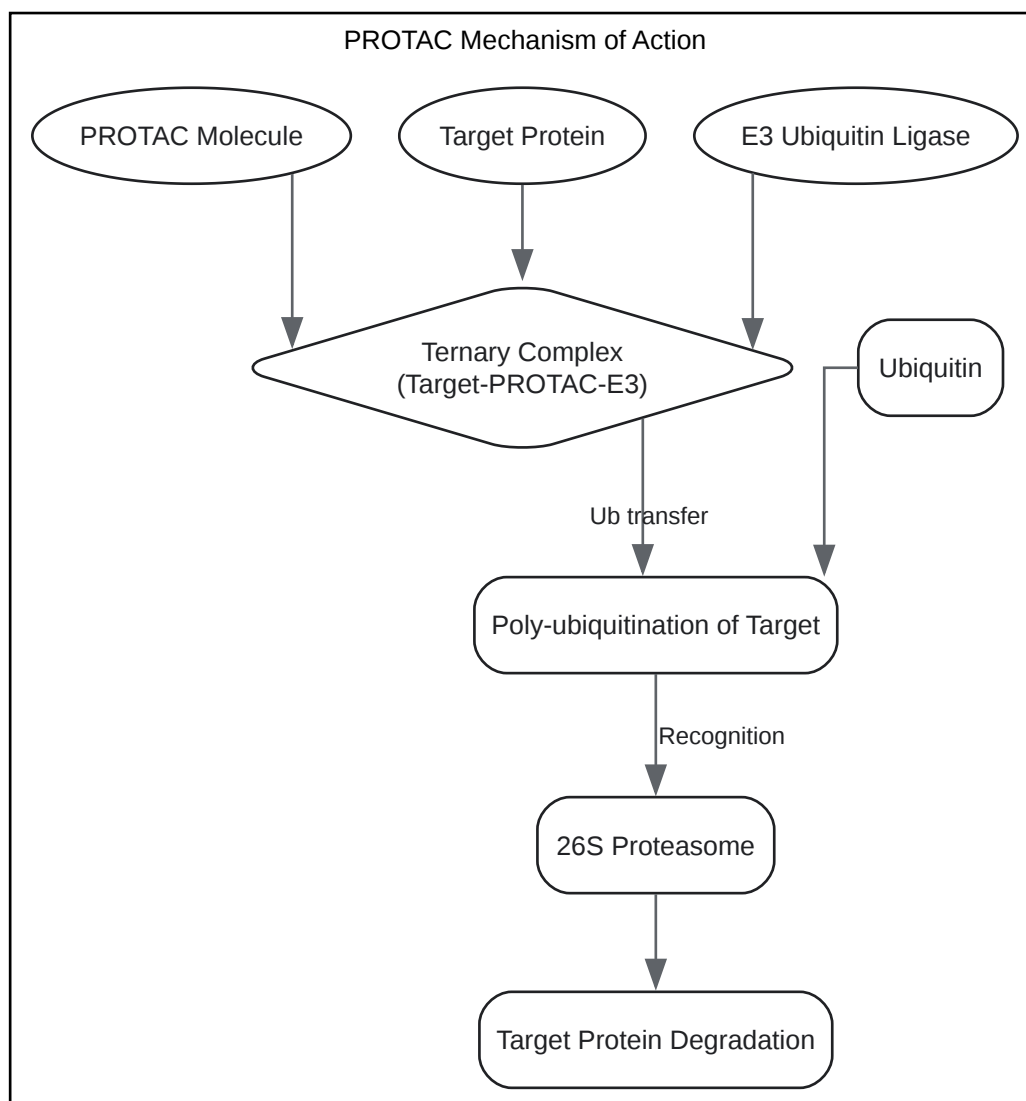 PROTAC Mechanism of Action
PROTAC Molecule
Target Protein
E3 Ubiquitin Ligase
Ternary Complex
(Target-PROTAC-E3)
Ubiquitin
Ub transfer
Poly-ubiquitination of Target
Recognition
26S Proteasome
Target Protein Degradation